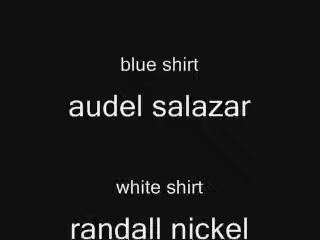 blue shirt
audel salazar
white shirt
randall nickel